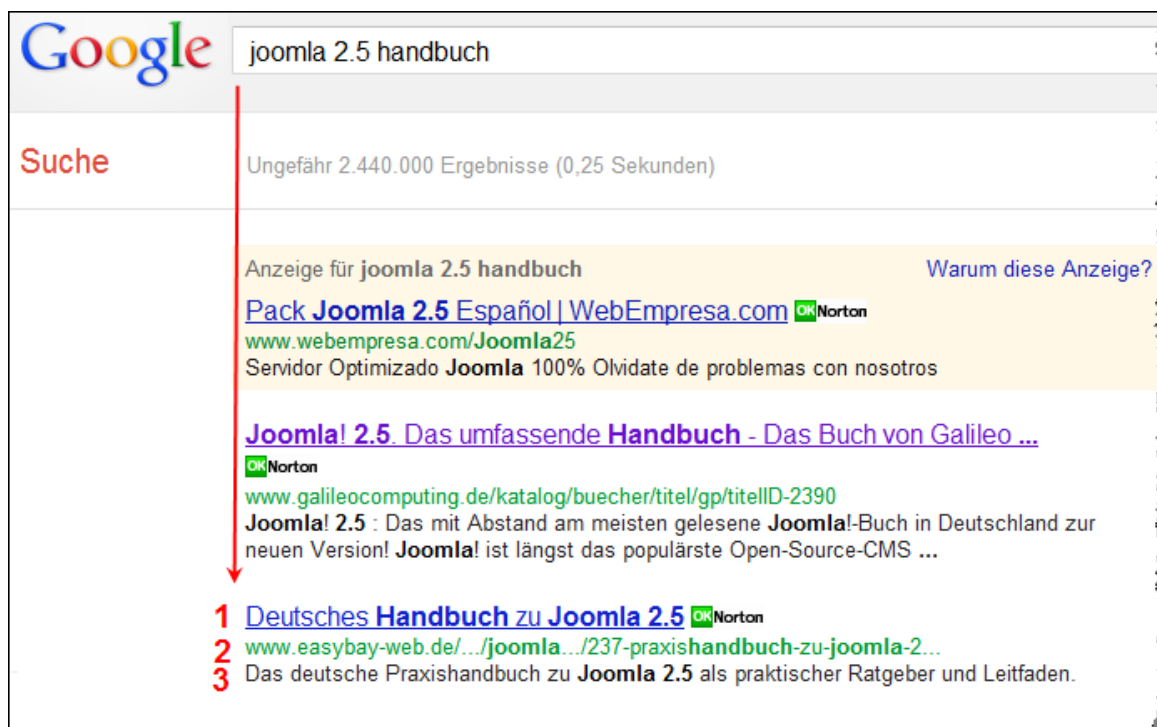 Google joomla 2.5 handbuch
Suche Ungefähr 2.440.000 Ergebnisse (0,25 Sekunden)
Anzeige für joomla 2.5 handbuch Warum diese Anzeige?
Pack Joomla 2.5 Español | WebEmpresa.com OK Norton
www.webempresa.com/Joomla25
Servidor Optimizado Joomla 100% Olvidate de problemas con nosotros
Joomla! 2.5. Das umfassende Handbuch - Das Buch von Galileo ...
OK Norton
www.galileocomputing.de/katalog/buecher/titel/gp/titelID-2390
Joomla! 2.5 : Das mit Abstand am meisten gelesene Joomla!-Buch in Deutschland zur
neuen Version! Joomla! ist längst das populärste Open-Source-CMS ...
1 Deutsches Handbuch zu Joomla 2.5 OK Norton
2 www.easybay-web.de/.../joomla.../237-praxishandbuch-zu-joomla-2...
3 Das deutsche Praxishandbuch zu Joomla 2.5 als praktischer Ratgeber und Leitfaden.